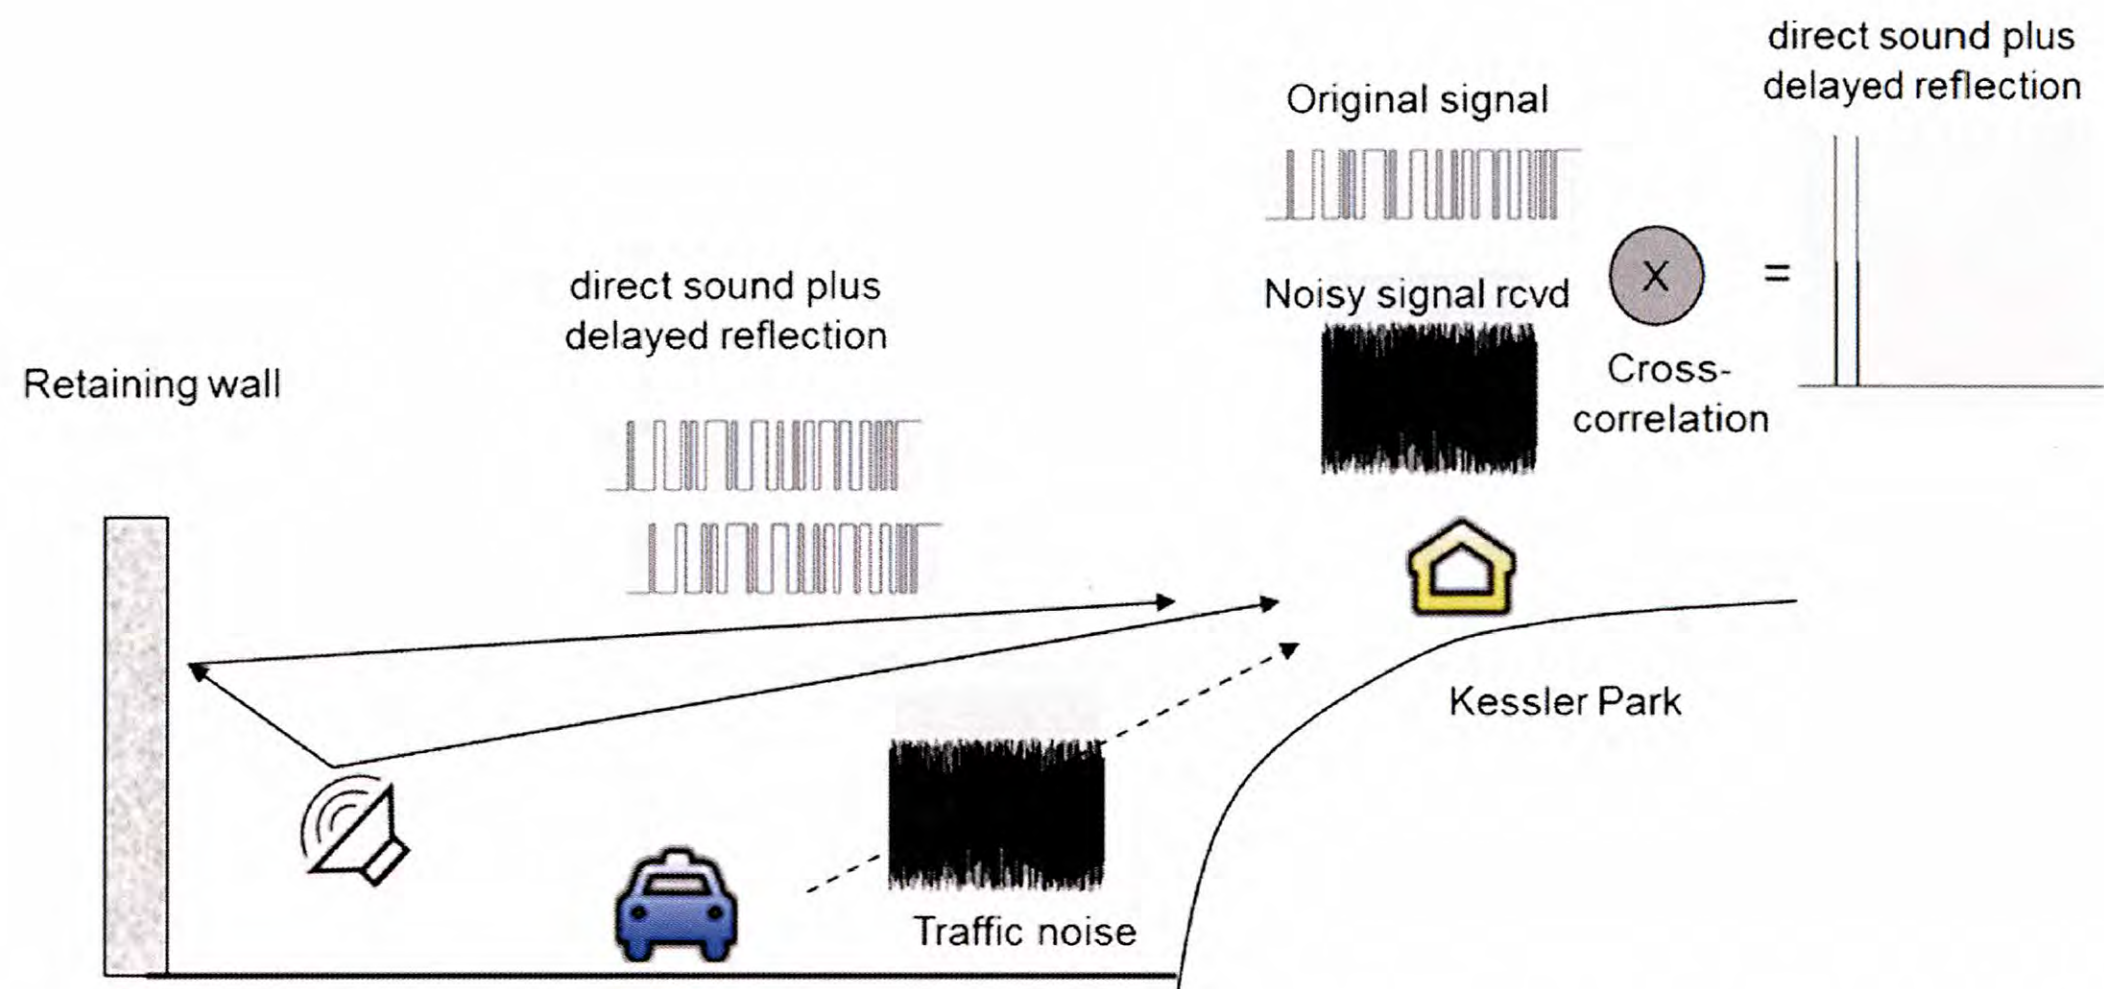 direct sound plus
delayed reflection
Original signal
Noisy signal rcvd
X
=
Cross-
correlation
direct sound plus
delayed reflection
Retaining wall
Kessler Park
Traffic noise